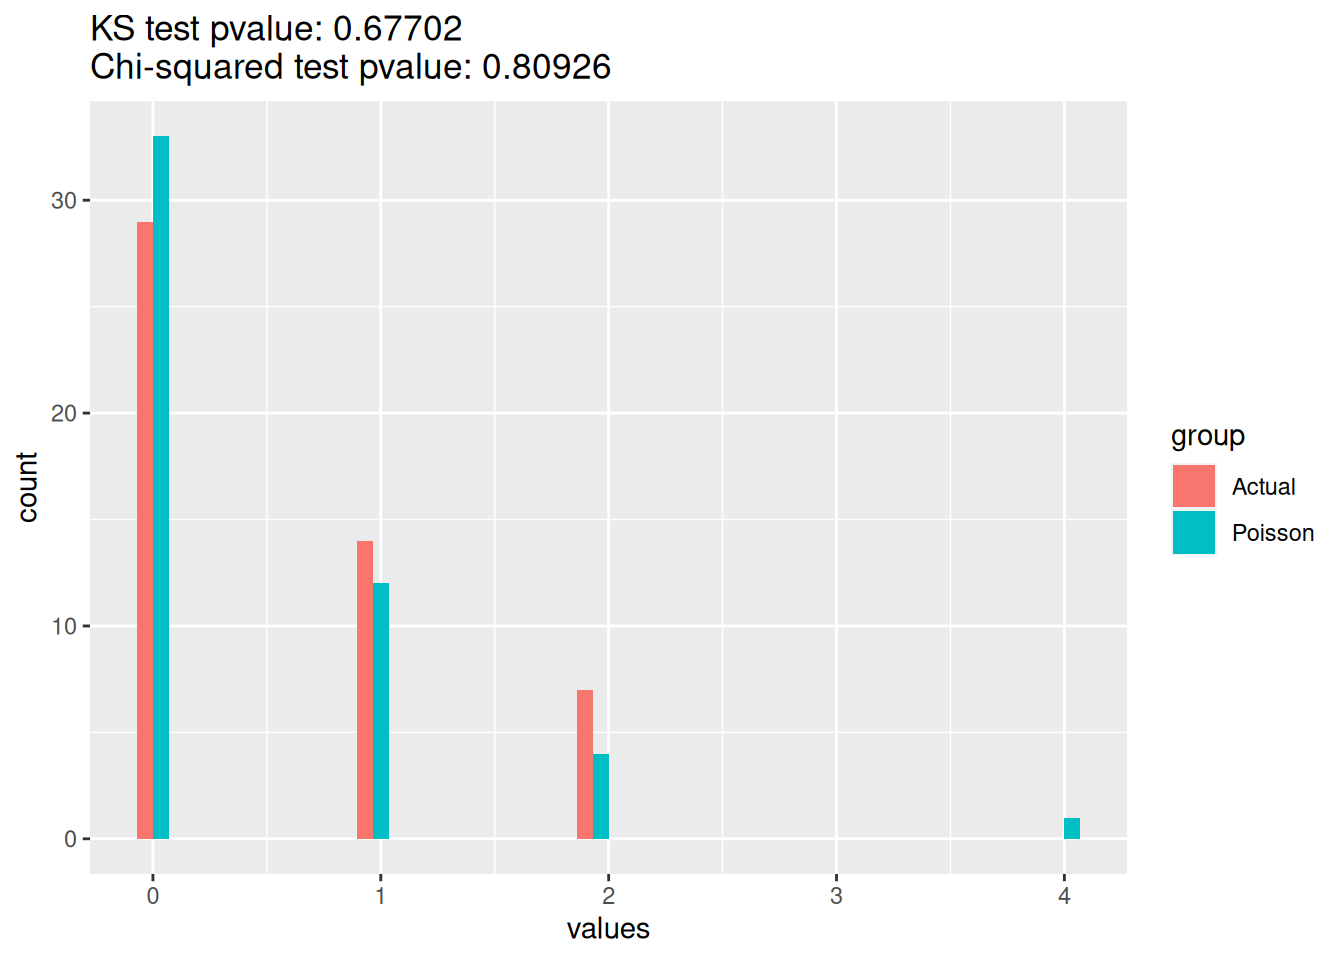 KS test pvalue: 0.67702
Chi-squared test pvalue: 0.80926
30
20
10
0
count
0 1 2 3 4
values
group
Actual
Poisson